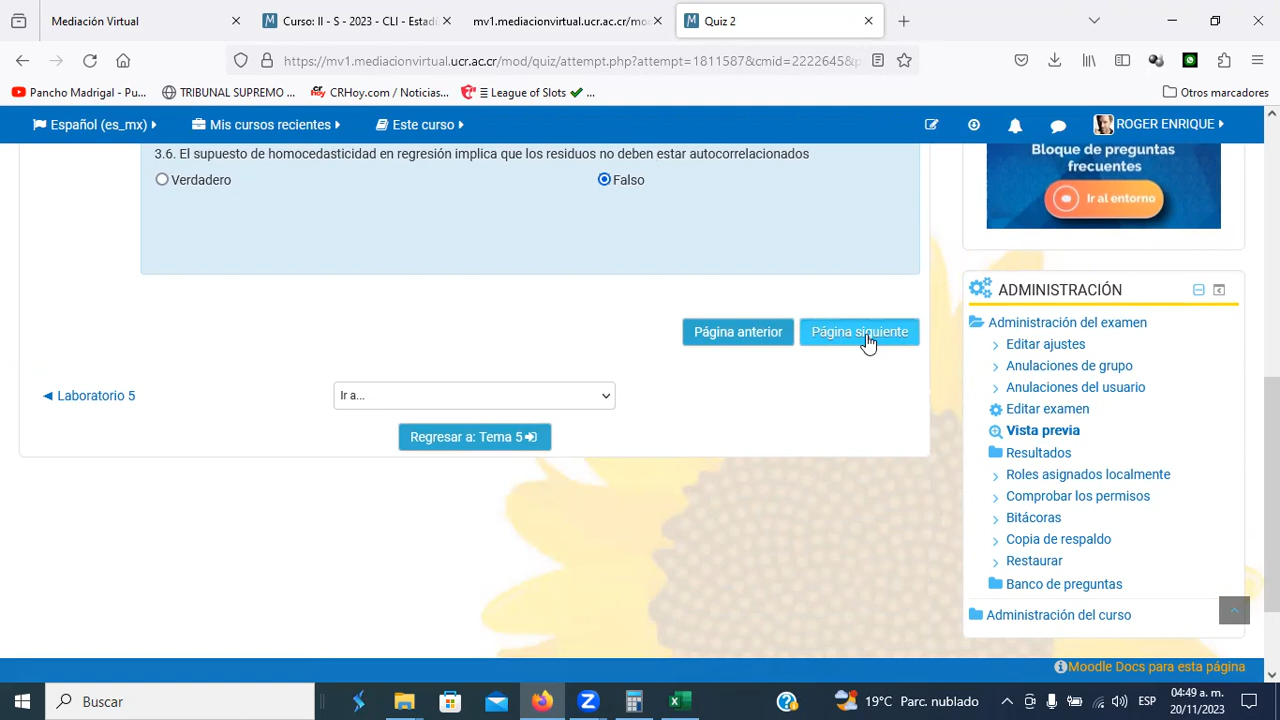 Mediación Virtual
Curso: II - S - 2023 - CLI - Estadí
mv1.mediacionvirtual.ucr.ac.cr/mod
Quiz 2
https://mv1.mediacionvirtual.ucr.ac.cr/mod/quiz/attempt.php?attempt=1811587&cmid=2222645&p
Pancho Madrigal - Pu...
TRIBUNAL SUPREMO ...
CRHoy.com / Noticias...
☰ League of Slots ✔ ...
Otros marcadores
Español (es_mx)
Mis cursos recientes
Este curso
ROGER ENRIQUE
3.6. El supuesto de homocedasticidad en regresión implica que los residuos no deben estar autocorrelacionados
Verdadero
Falso
Página anterior
Página siguiente
◄ Laboratorio 5
Ir a...
Regresar a: Tema 5
Bloque de preguntas
frecuentes
Ir al entorno
ADMINISTRACIÓN
Administración del examen
Editar ajustes
Anulaciones de grupo
Anulaciones del usuario
Editar examen
Vista previa
Resultados
Roles asignados localmente
Comprobar los permisos
Bitácoras
Copia de respaldo
Restaurar
Banco de preguntas
Administración del curso
Moodle Docs para esta página
Buscar
19°C Parc. nublado
ESP
04:49 a. m.
20/11/2023